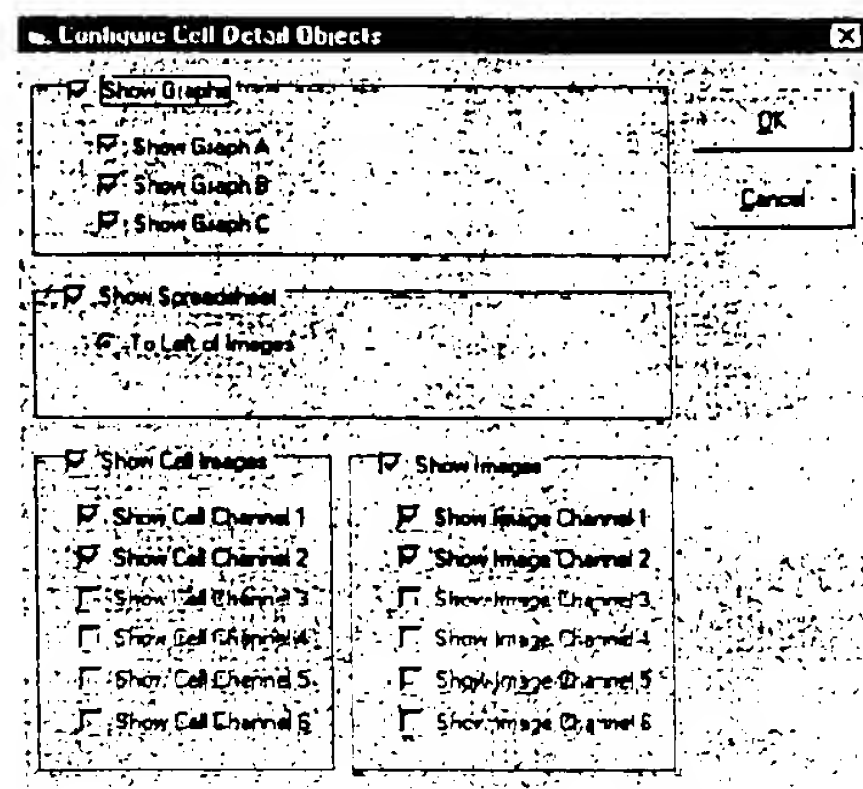 Configure Cell Detail Objects
Show Graphs
Show Graph A
Show Graph B
Show Graph C
OK
Cancel
Show Spreadsheet
To Left of Images
Show Cell Images
Show Cell Channel 1
Show Cell Channel 2
Show Cell Channel 3
Show Cell Channel 4
Show Cell Channel 5
Show Cell Channel 6
Show Images
Show Image Channel 1
Show Image Channel 2
Show Image Channel 3
Show Image Channel 4
Show Image Channel 5
Show Image Channel 6